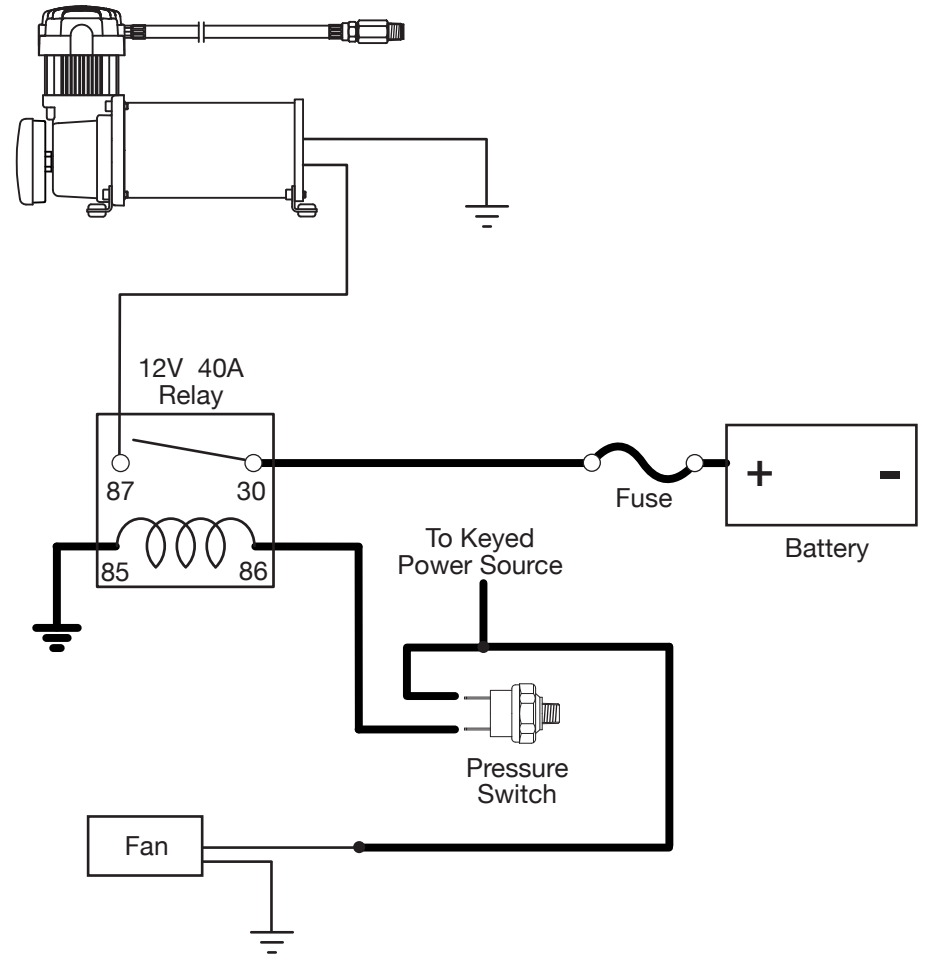 12V 40A
Relay
87
30
85
86
Fuse
+
-
Battery
To Keyed
Power Source
Pressure
Switch
Fan